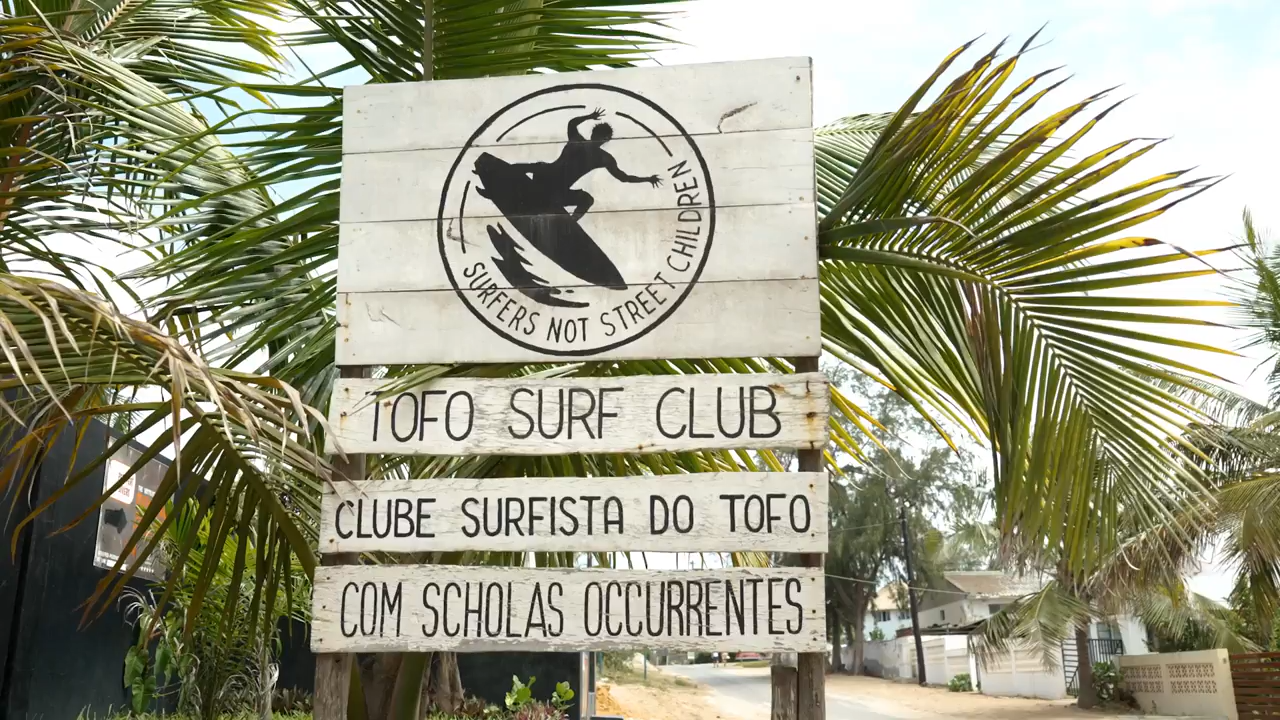 SURFERS NOT STREET CHILDREN
TOFO SURF CLUB
CLUBE SURFISTA DO TOFO
COM SCHOLAS OCCURRENTES